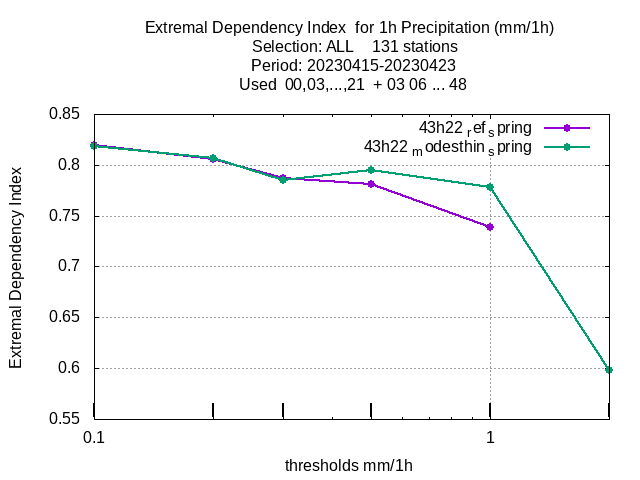 Extremal Dependency Index  for 1h Precipitation (mm/1h)
Selection: ALL    131 stations
Period: 20230415-20230423
Used  00,03,...,21  + 03 06 ... 48
43h22 ref spring
43h22 modesthin spring
Extremal Dependency Index
0.85
0.8
0.75
0.7
0.65
0.6
0.55
0.1 1
thresholds mm/1h